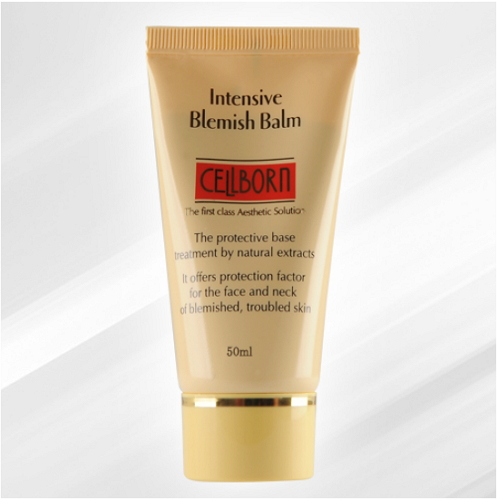 Intensive
Blemish Balm
CELLBORN
The first class Aesthetic Solution
The protective base
treatment by natural extracts
It offers protection factor
for the face and neck
of blemished, troubled skin
50ml